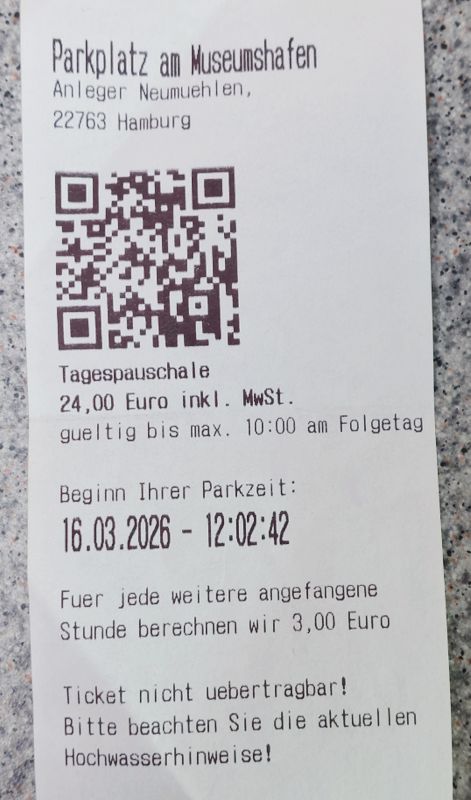 Parkplatz am Museumshafen
Anleger Neumuehlen,
22763 Hamburg
Tagespauschale
24,00 Euro inkl. MwSt.
gueltig bis max. 10:00 am Folgetag
Beginn Ihrer Parkzeit:
16.03.2026 - 12:02:42
Fuer jede weitere angefangene
Stunde berechnen wir 3,00 Euro
Ticket nicht uebertragbar!
Bitte beachten Sie die aktuellen
Hochwasserhinweise!